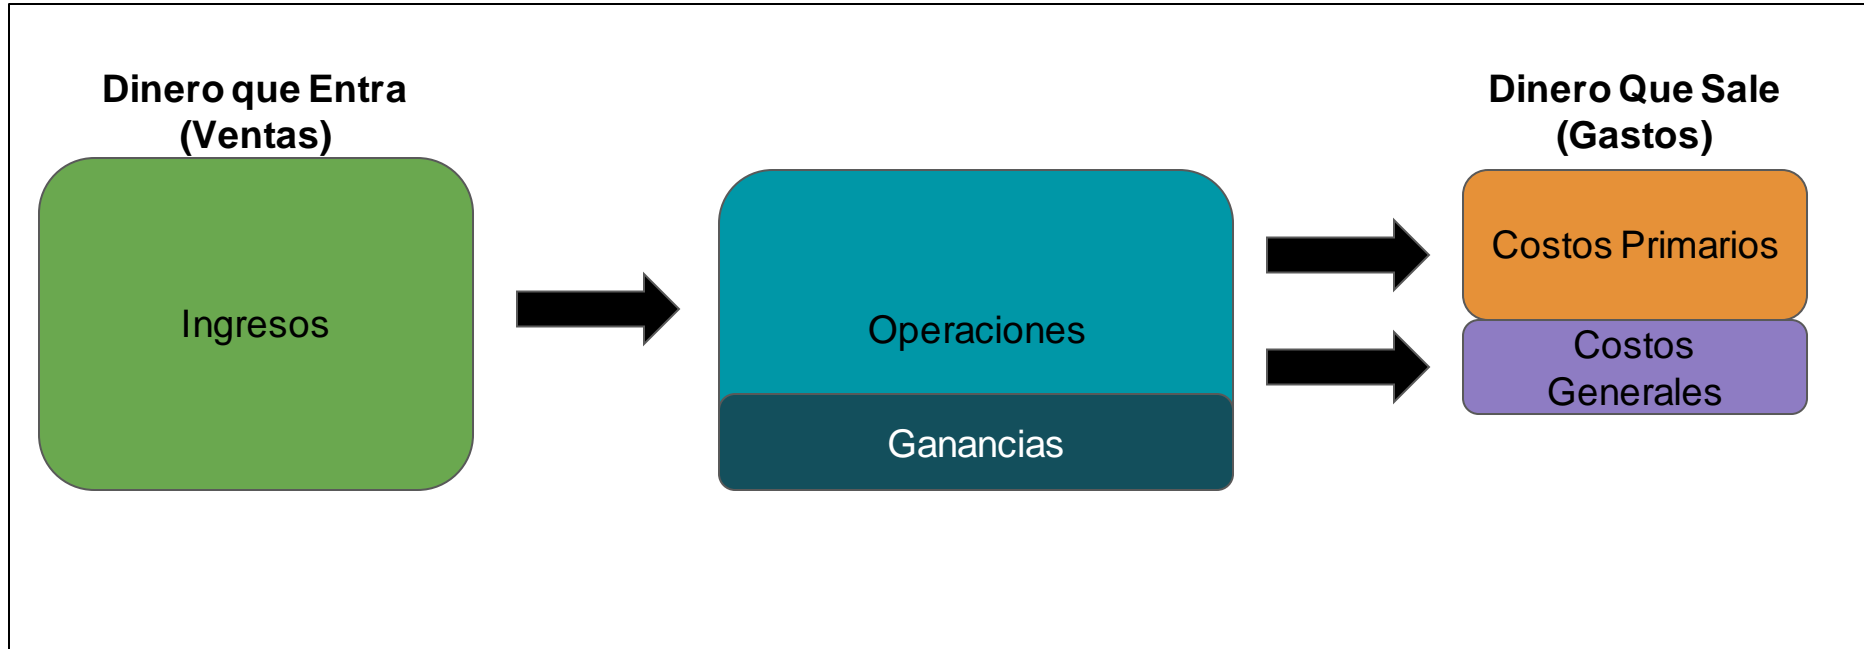 Dinero que Entra
(Ventas)
Ingresos
Operaciones
Ganancias
Dinero Que Sale
(Gastos)
Costos Primarios
Costos
Generales